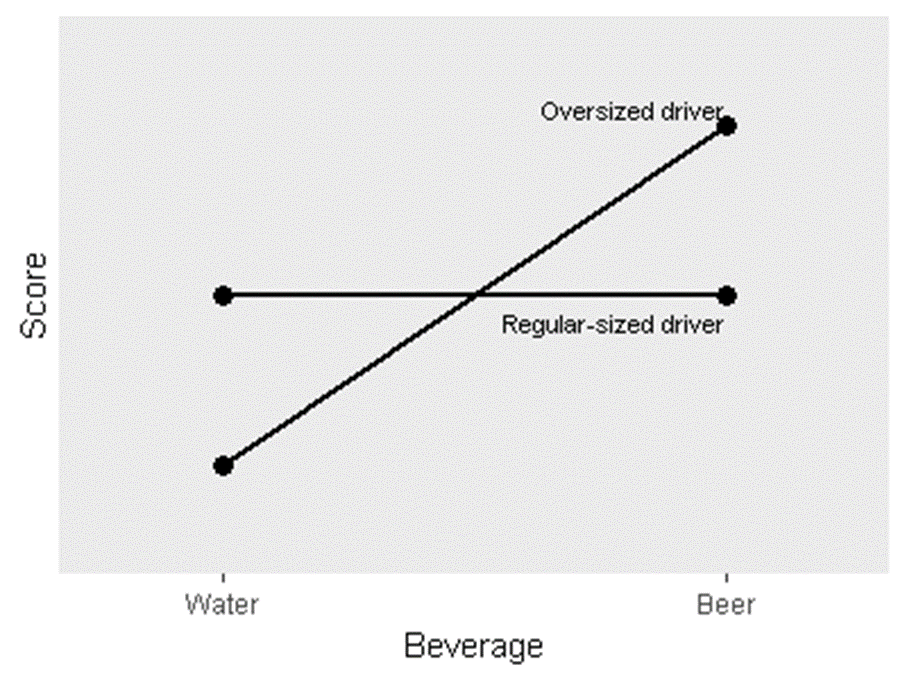 Oversized driver
Score
Regular-sized driver
Water
Beer
Beverage